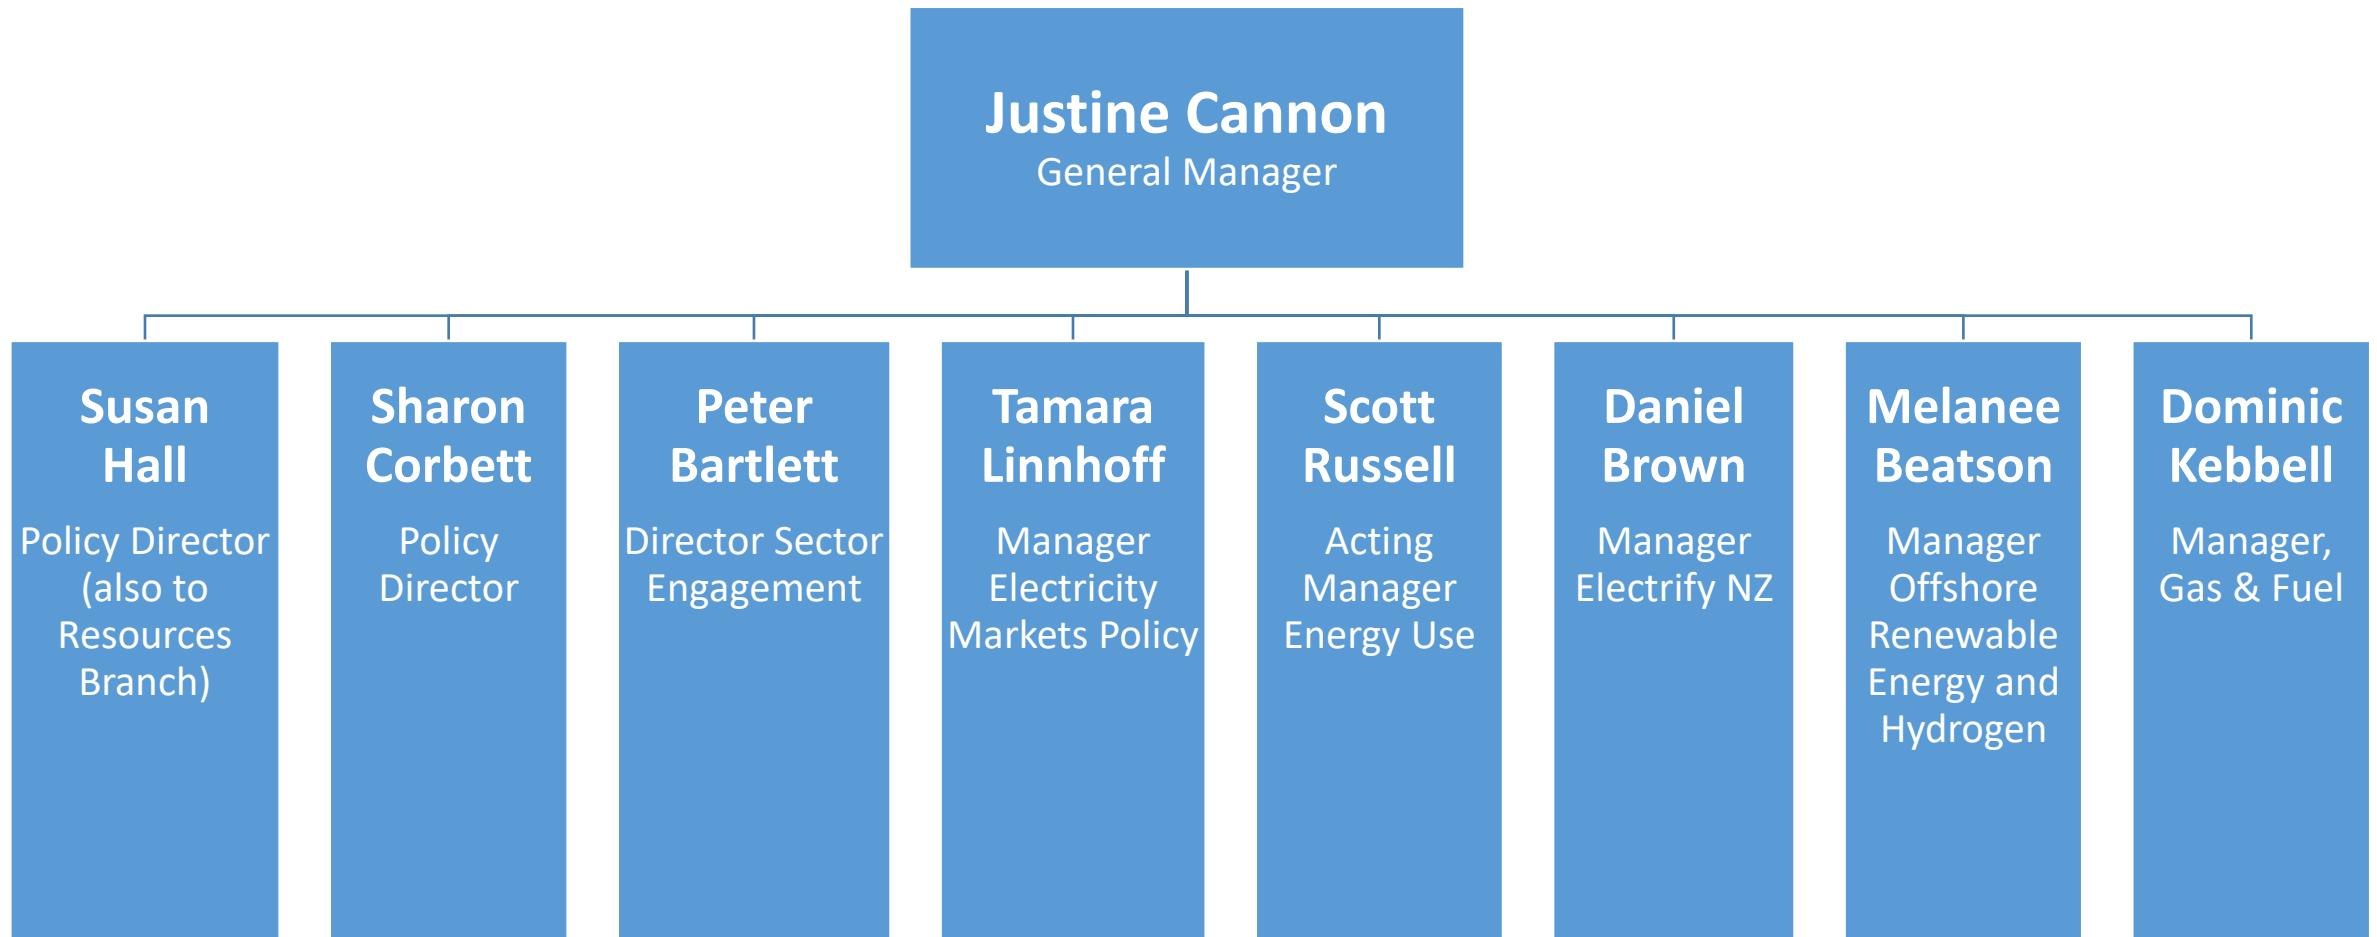 Justine Cannon
General Manager
Susan
Hall
Policy Director
(also to
Resources
Branch)
Sharon
Corbett
Policy
Director
Peter
Bartlett
Director Sector
Engagement
Tamara
Linnhoff
Manager
Electricity
Markets Policy
Scott
Russell
Acting
Manager
Energy Use
Daniel
Brown
Manager
Electrify NZ
Melanee
Beatson
Manager
Offshore
Renewable
Energy and
Hydrogen
Dominic
Kebbell
Manager,
Gas & Fuel